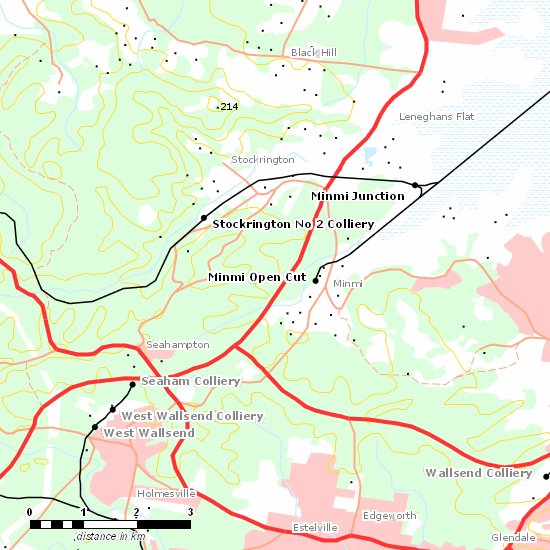 Black Hill
214
Leneghans Flat
Stockrington
Minmi Junction
Stockrington No 2 Colliery
Minmi Open Cut
Minmi
Seahampton
Seaham Colliery
West Wallsend Colliery
West Wallsend
Wallsend Colliery
Holmesville
0 1 2 3
distance in km
Edgeworth
Estelville
Glendale